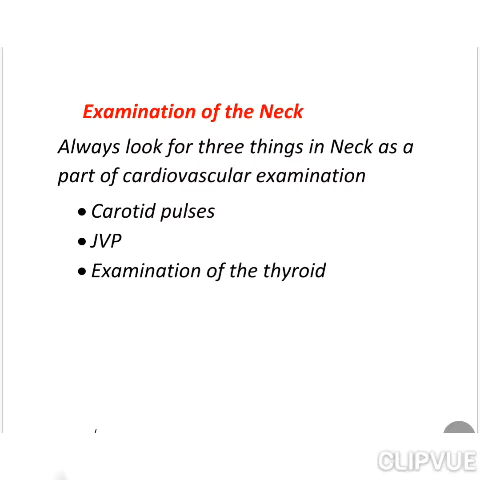 Examination of the Neck
Always look for three things in Neck as a
part of cardiovascular examination
• Carotid pulses
• JVP
• Examination of the thyroid
CLIPVUE